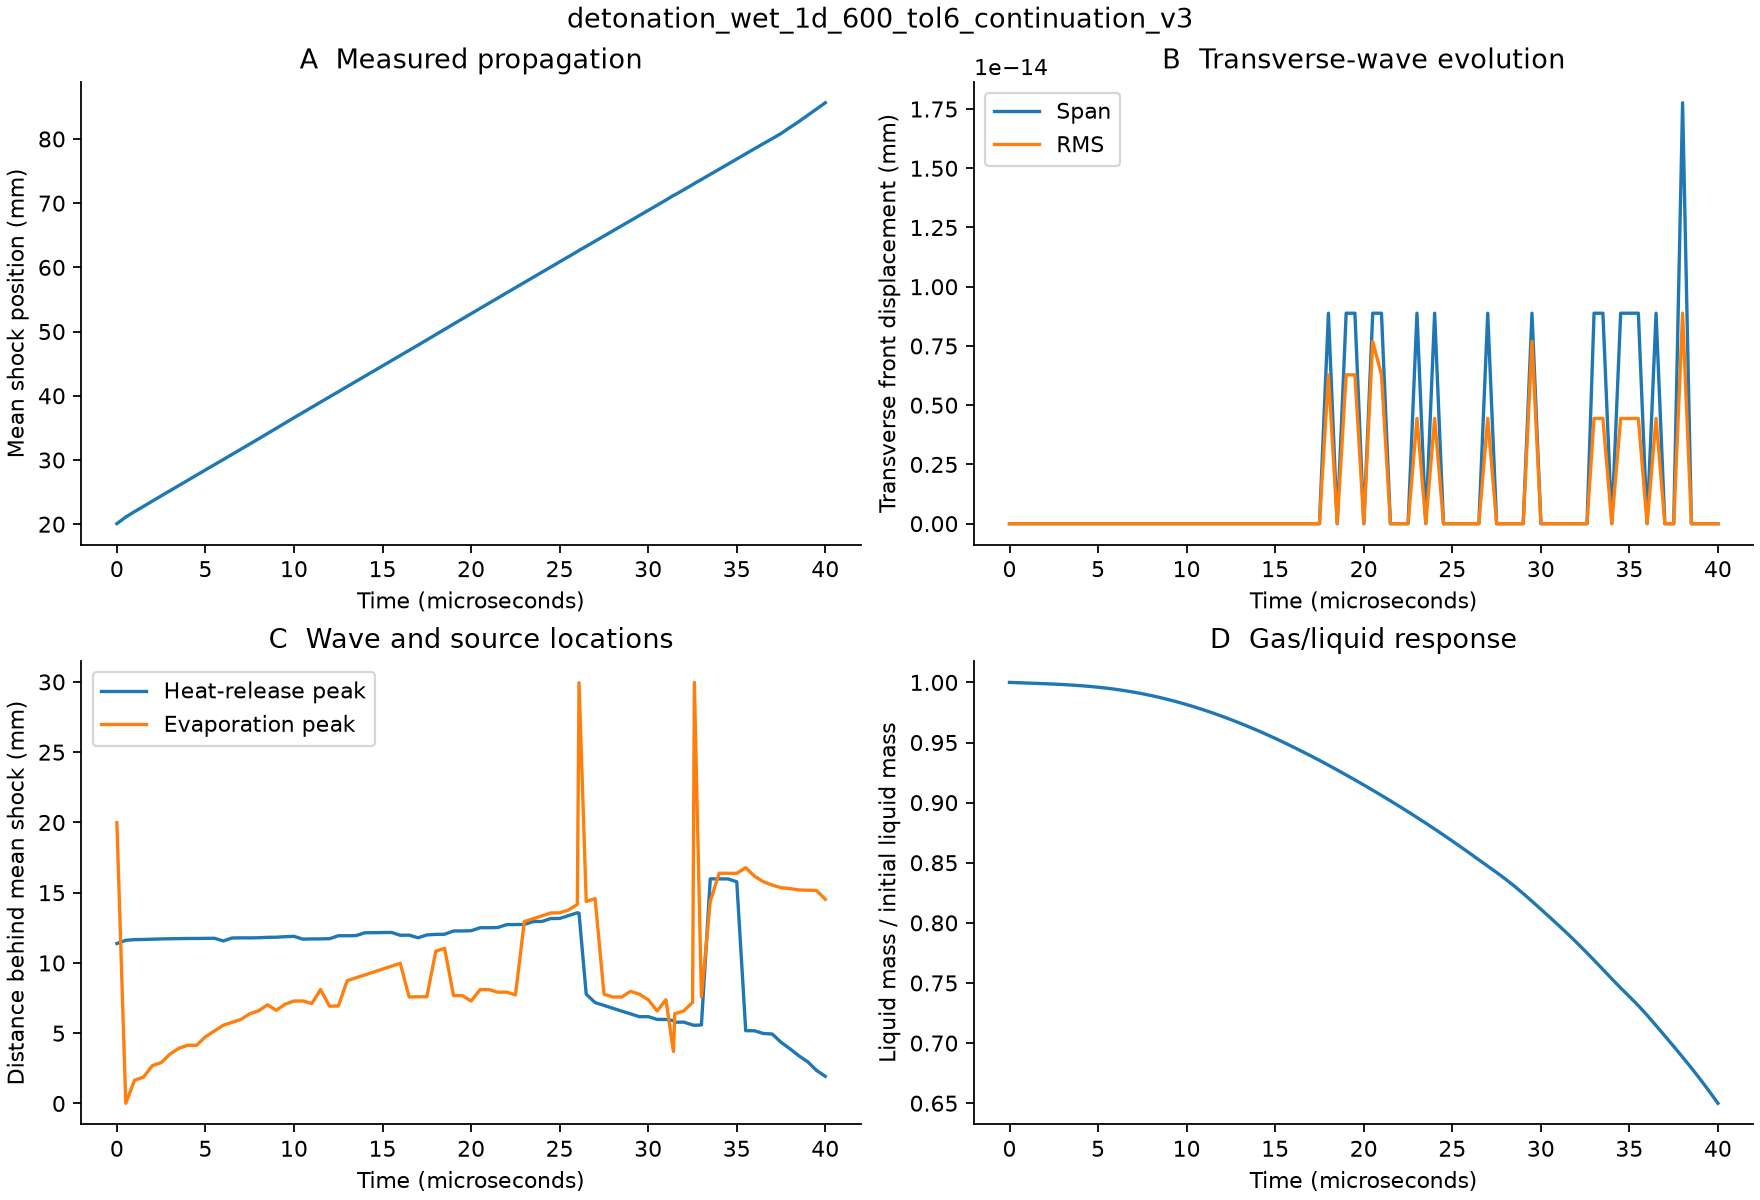 detonation_wet_1d_600_tol6_continuation_v3
A  Measured propagation
Mean shock position (mm)
80
70
60
50
40
30
20
0 5 10 15 20 25 30 35 40
Time (microseconds)
B  Transverse-wave evolution
1e−14
Span
RMS
Transverse front displacement (mm)
1.75
1.50
1.25
1.00
0.75
0.50
0.25
0.00
0 5 10 15 20 25 30 35 40
Time (microseconds)
C  Wave and source locations
Heat-release peak
Evaporation peak
Distance behind mean shock (mm)
30
25
20
15
10
5
0
0 5 10 15 20 25 30 35 40
Time (microseconds)
D  Gas/liquid response
Liquid mass / initial liquid mass
1.00
0.95
0.90
0.85
0.80
0.75
0.70
0.65
0 5 10 15 20 25 30 35 40
Time (microseconds)